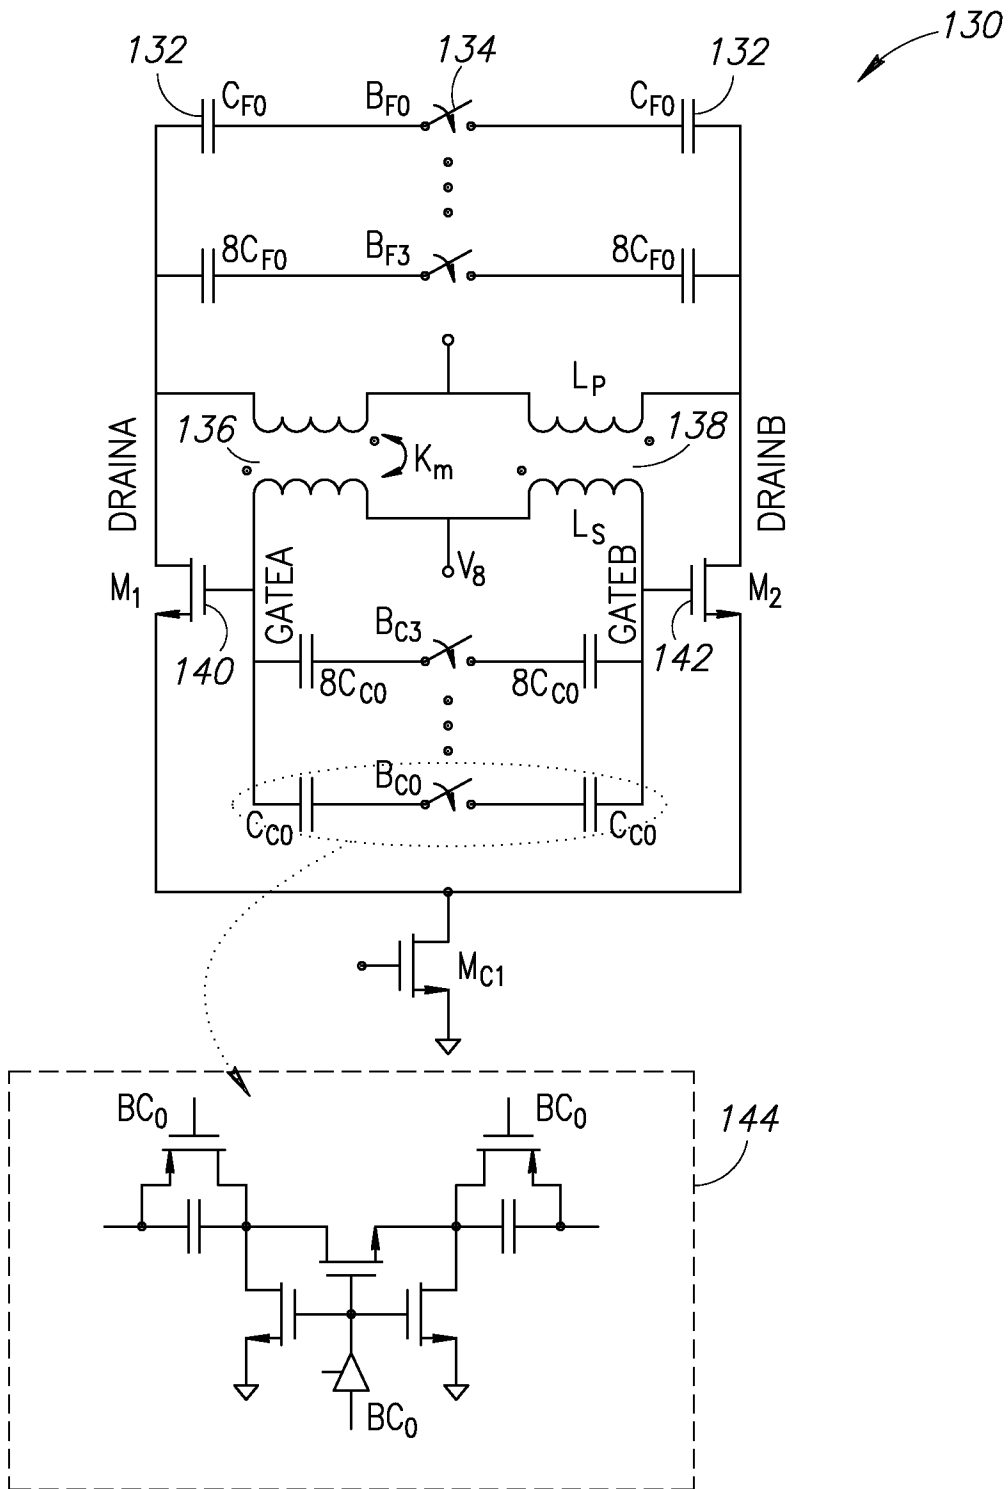 130
132 134 132
C_F0 B_F0 C_F0
8C_F0 B_F3 8C_F0
L_P
136 138
K_m
DRAINA DRAINB
L_S
GATEA GATEB
V_8
M_1 M_2
140 142
B_C3
8C_C0 8C_C0
B_C0
C_C0 C_C0
M_C1
BC_0 BC_0
144
BC_0